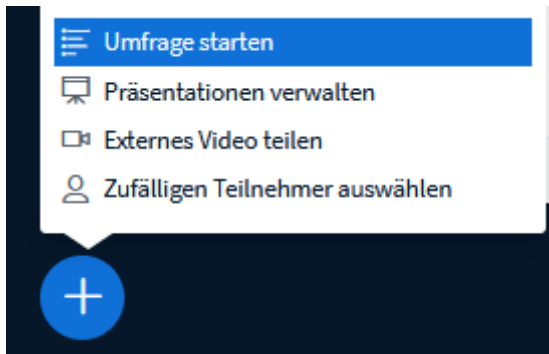 Umfrage starten
Präsentationen verwalten
Externes Video teilen
Zufälligen Teilnehmer auswählen